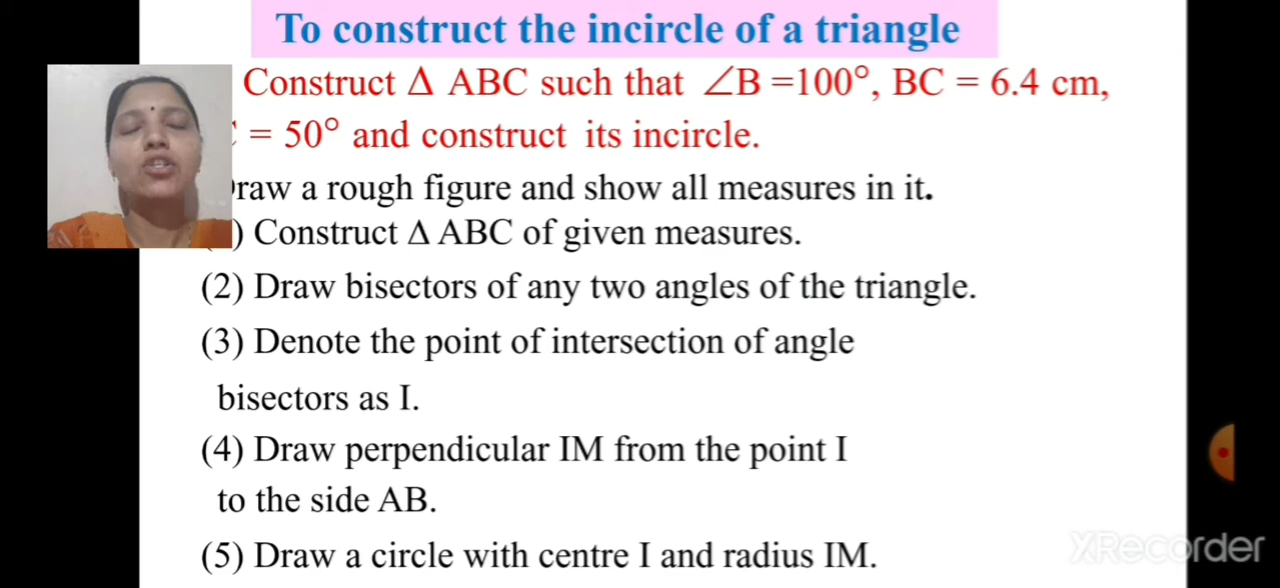 To construct the incircle of a triangle
Construct Δ ABC such that ∠B =100°, BC = 6.4 cm,
= 50° and construct its incircle.
raw a rough figure and show all measures in it.
) Construct Δ ABC of given measures.
(2) Draw bisectors of any two angles of the triangle.
(3) Denote the point of intersection of angle
bisectors as I.
(4) Draw perpendicular IM from the point I
to the side AB.
(5) Draw a circle with centre I and radius IM.
XRecorder